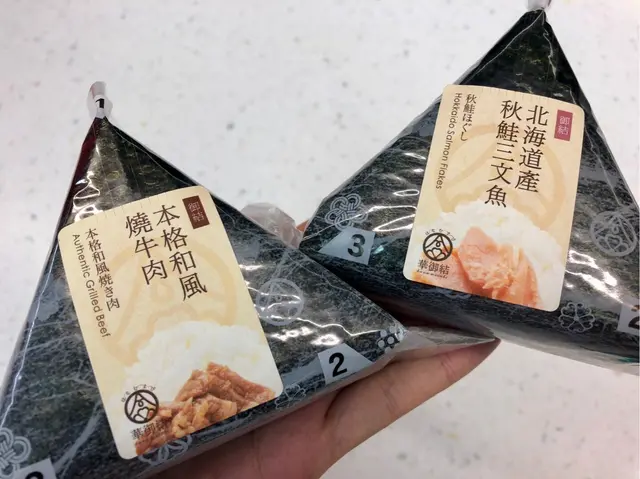 1
御結
本格和風
燒牛肉
本格和風焼き肉
Authentic Grilled Beef
華御結
2
御結
北海道產
秋鮭三文魚
秋鮭ほぐし
Hokkaido Salmon Flakes
華御結
3